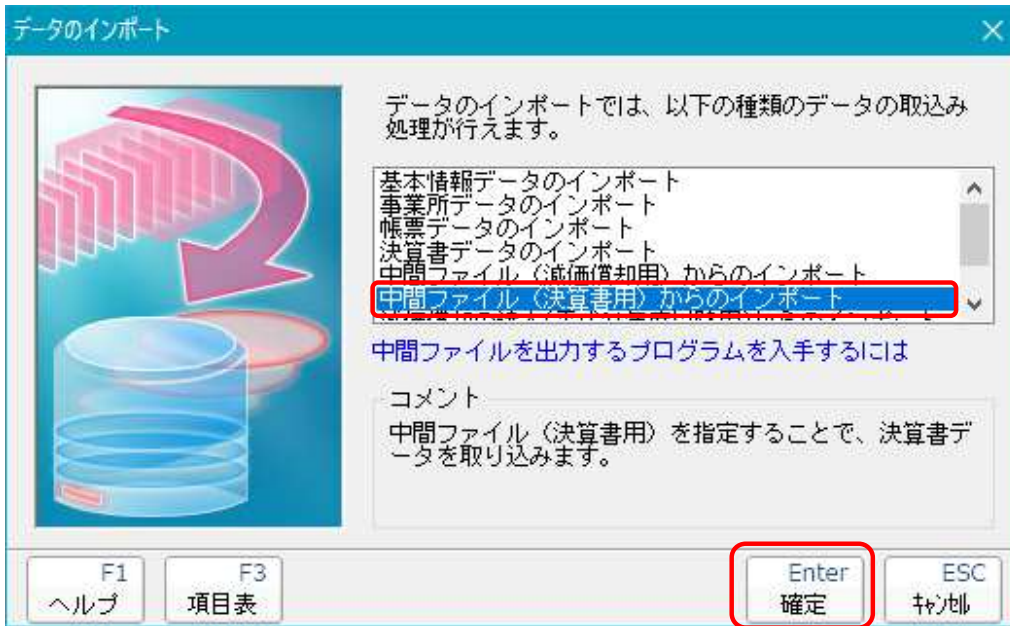 データのインポート
データのインポートでは、以下の種類のデータの取込み
処理が行えます。
基本情報データのインポート
事業所データのインポート
帳票データのインポート
決算書データのインポート
中間ファイル（減価償却用）からのインポート
中間ファイル（決算書用）からのインポート
中間ファイルを出力するプログラムを入手するには
コメント
中間ファイル（決算書用）を指定することで、決算書デ
ータを取り込みます。
F1
ヘルプ
F3
項目表
Enter
確定
ESC
ｷｬﾝｾﾙ